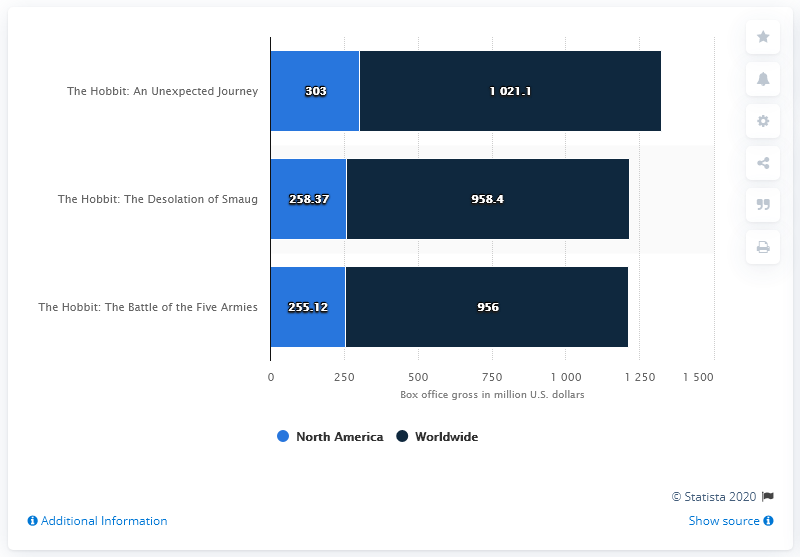 The Hobbit: An Unexpected Journey
303
1 021.1
The Hobbit: The Desolation of Smaug
258.37
958.4
The Hobbit: The Battle of the Five Armies
255.12
956
0 250 500 750 1 000 1 250 1 500
Box office gross in million U.S. dollars
North America Worldwide
© Statista 2020
Additional Information
Show source